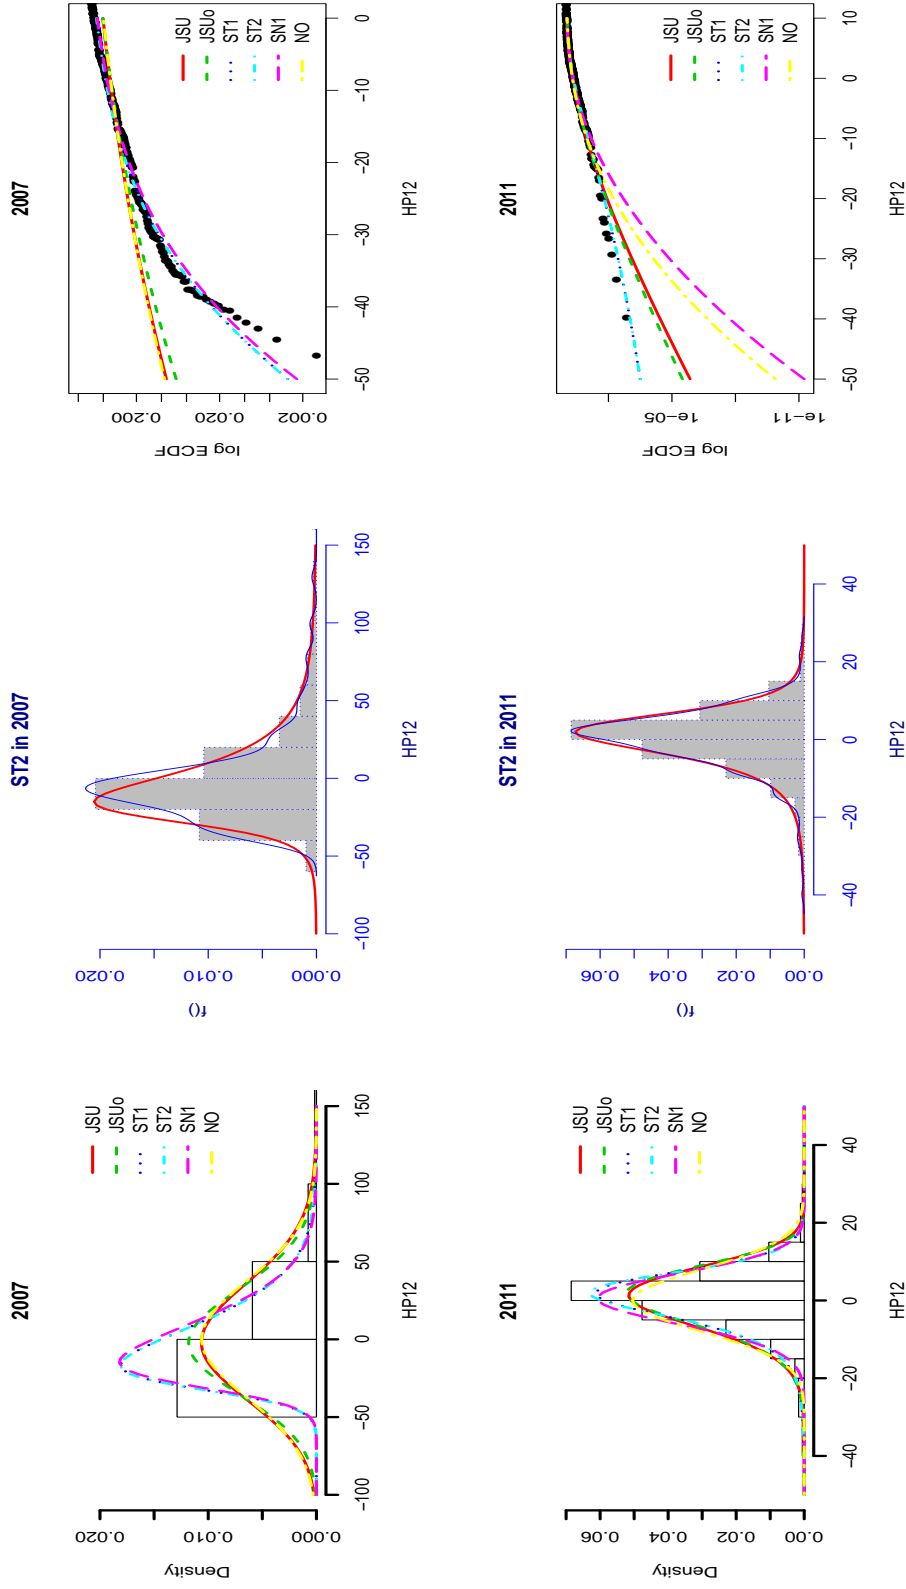 2007
Density
0.000
0.010
0.020
-100
-50
0
50
100
150
HP12
JSU
JSUo
ST1
ST2
SN1
NO
ST2 in 2007
f()
0.000
0.010
0.020
-100
-50
0
50
100
150
HP12
2007
log ECDF
0.002
0.020
0.200
-50
-40
-30
-20
-10
0
HP12
JSU
JSUo
ST1
ST2
SN1
NO
2011
Density
0.00
0.02
0.04
0.06
-40
-20
0
20
40
HP12
JSU
JSUo
ST1
ST2
SN1
NO
ST2 in 2011
f()
0.00
0.02
0.04
0.06
-40
-20
0
20
40
HP12
2011
log ECDF
1e-11
1e-05
-50
-40
-30
-20
-10
0
10
HP12
JSU
JSUo
ST1
ST2
SN1
NO